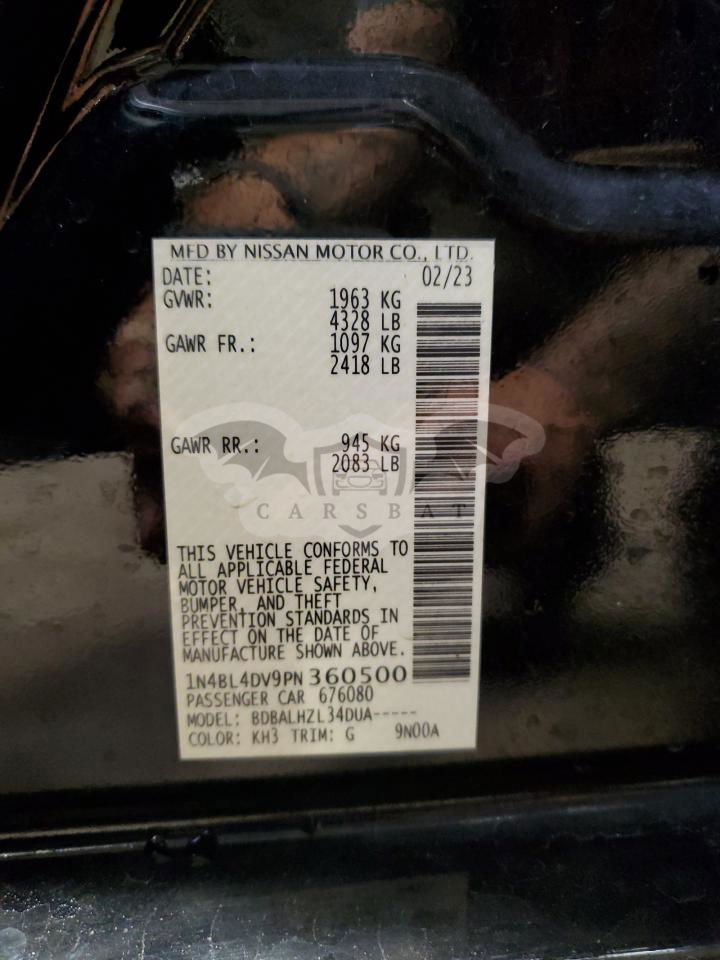 MFD BY NISSAN MOTOR CO., LTD.
DATE: 02/23
GVWR: 1963 KG
4328 LB
GAWR FR.: 1097 KG
2418 LB
GAWR RR.: 945 KG
2083 LB
CARSBAT
THIS VEHICLE CONFORMS TO
ALL APPLICABLE FEDERAL
MOTOR VEHICLE SAFETY,
BUMPER, AND THEFT
PREVENTION STANDARDS IN
EFFECT ON THE DATE OF
MANUFACTURE SHOWN ABOVE.
1N4BL4DV9PN 360500
PASSENGER CAR 676080
MODEL: BDBALHZL34DUA-----
COLOR: KH3 TRIM: G 9N00A